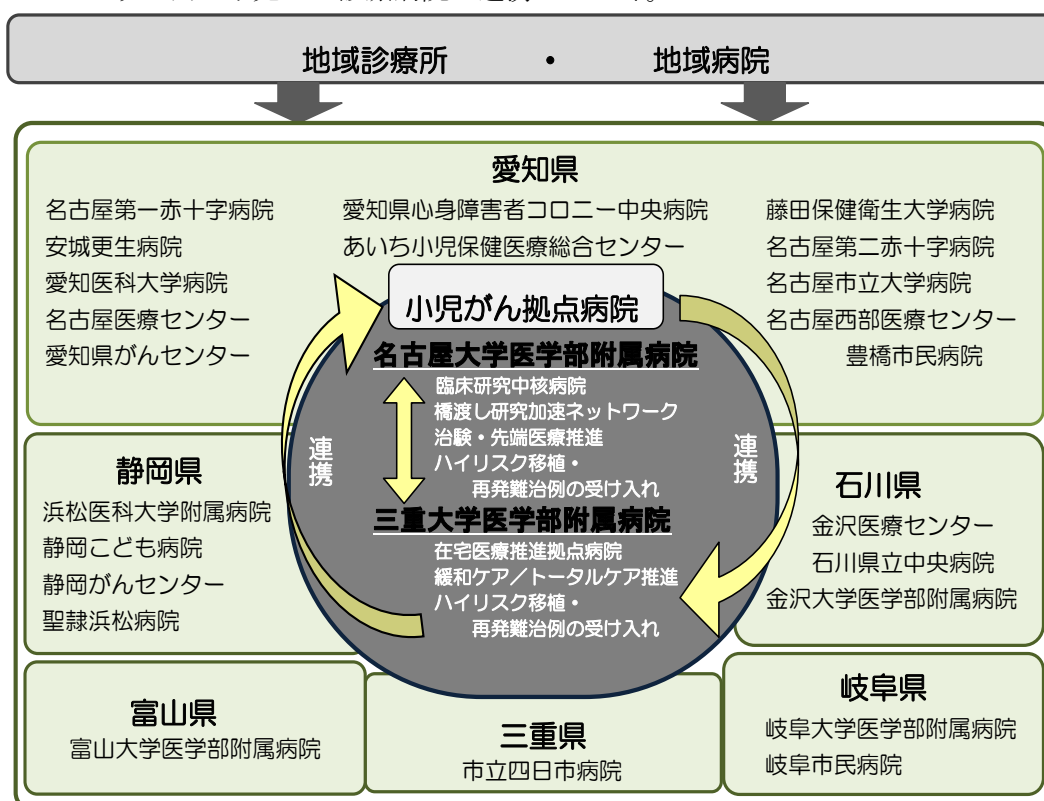 地域診療所 ・ 地域病院
愛知県
名古屋第一赤十字病院
安城更生病院
愛知医科大学病院
名古屋医療センター
愛知県がんセンター
愛知県心身障害者コロニー中央病院
あいち小児保健医療総合センター
藤田保健衛生大学病院
名古屋第二赤十字病院
名古屋市立大学病院
名古屋西部医療センター
豊橋市民病院
小児がん拠点病院
名古屋大学医学部附属病院
臨床研究中核病院
橋渡し研究加速ネットワーク
治験・先端医療推進
ハイリスク移植・
再発難治例の受け入れ
三重大学医学部附属病院
在宅医療推進拠点病院
緩和ケア／トータルケア推進
ハイリスク移植・
再発難治例の受け入れ
連携
連携
静岡県
浜松医科大学附属病院
静岡こども病院
静岡がんセンター
聖隷浜松病院
石川県
金沢医療センター
石川県立中央病院
金沢大学医学部附属病院
富山県
富山大学医学部附属病院
三重県
市立四日市病院
岐阜県
岐阜大学医学部附属病院
岐阜市民病院